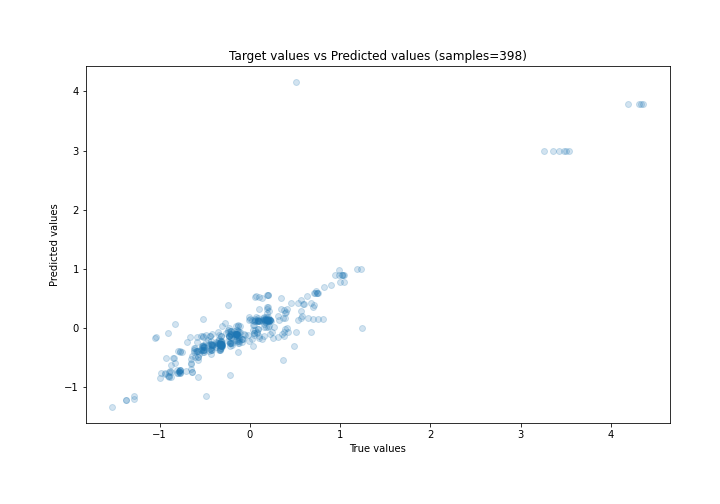 Target values vs Predicted values (samples=398)
4
3
2
1
0
−1
Predicted values
−1 0 1 2 3 4
True values